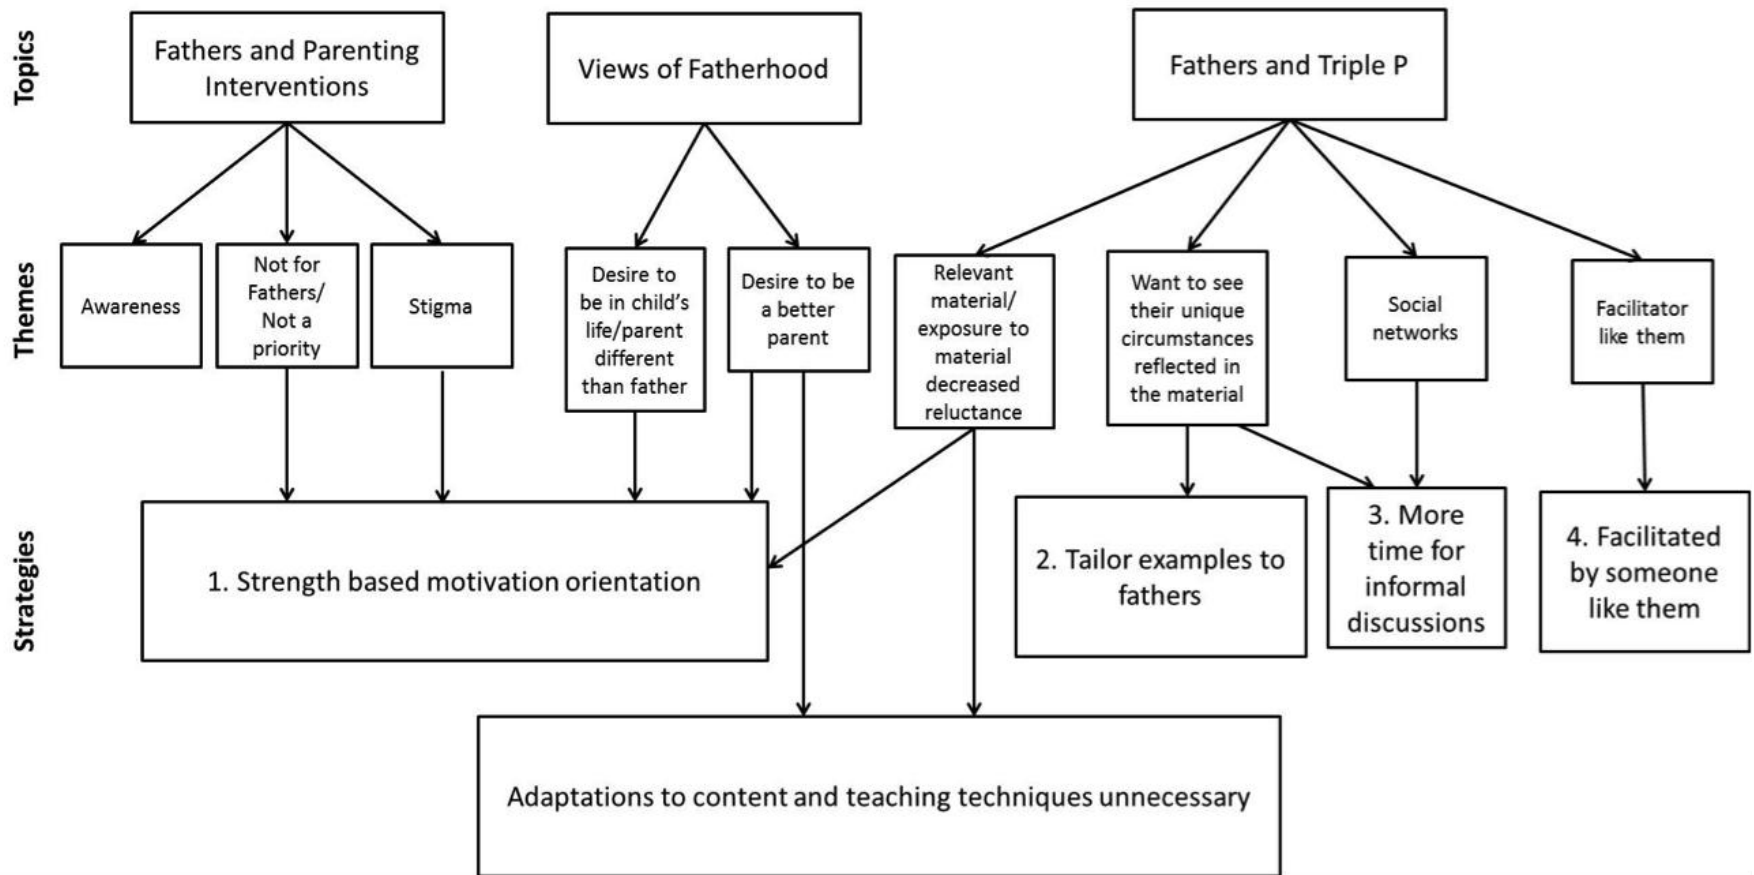 Topics
Fathers and Parenting
Interventions
Views of Fatherhood
Fathers and Triple P
Themes
Awareness
Not for
Fathers/
Not a
priority
Stigma
Desire to
be in child's
life/parent
different
than father
Desire to be
a better
parent
Relevant
material/
exposure to
material
decreased
reluctance
Want to see
their unique
circumstances
reflected in
the material
Social
networks
Facilitator
like them
Strategies
1. Strength based motivation orientation
2. Tailor examples to
fathers
3. More
time for
informal
discussions
4. Facilitated
by someone
like them
Adaptations to content and teaching techniques unnecessary